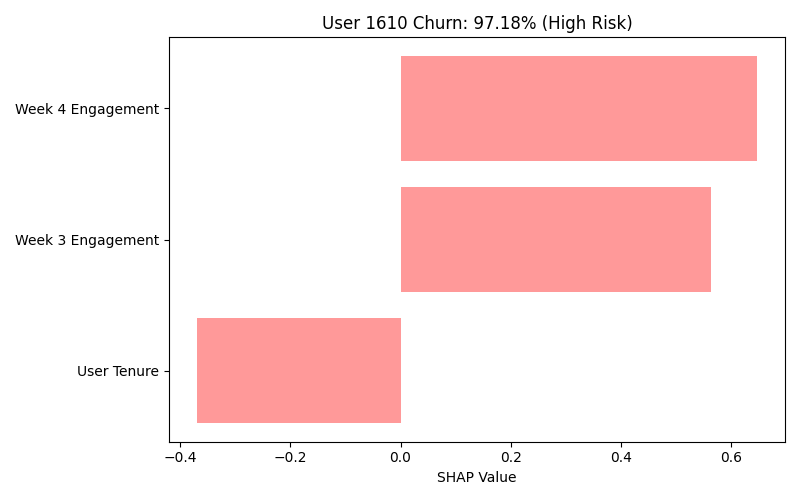 User 1610 Churn: 97.18% (High Risk)
Week 4 Engagement
Week 3 Engagement
User Tenure
−0.4 −0.2 0.0 0.2 0.4 0.6
SHAP Value